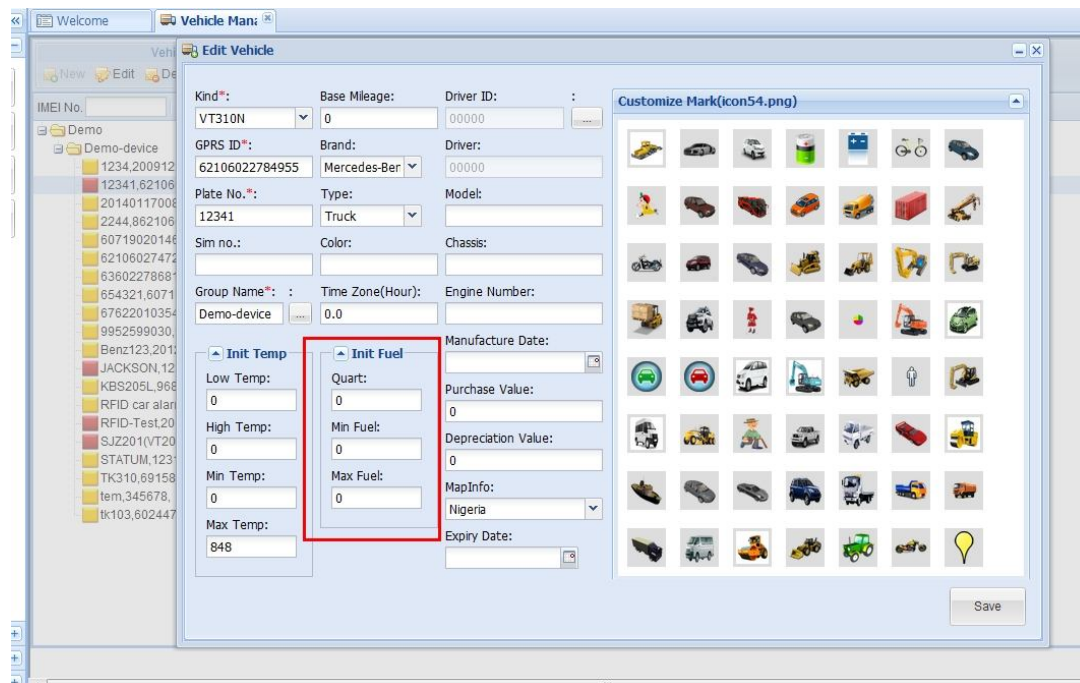 Welcome
Vehicle Mana
Vehi
New Edit De
IMEI No.
Demo
Demo-device
1234,200912
12341,62106
20140117008
2244,862106
60719020146
62106027472
63602278681
654321,6071
67622010354
9952599030,
Benz123,201
JACKSON,12
KBS205L,968
RFID car alarm
RFID-Test,20
SJZ201(VT20
STATUM,123
TK310,69158
tem,345678,
tk103,602447
Edit Vehicle
Kind*: Base Mileage: Driver ID: :
VT310N 0 00000 ...
GPRS ID*: Brand: Driver:
62106022784955 Mercedes-Ben 00000
Plate No.*: Type: Model:
12341 Truck
Sim no.: Color: Chassis:
Group Name*: : Time Zone(Hour): Engine Number:
Demo-device ... 0.0
Manufacture Date:
Init Temp Init Fuel
Low Temp: Quart: Purchase Value:
0 0 0
High Temp: Min Fuel: Depreciation Value:
0 0 0
Min Temp: Max Fuel: MapInfo:
0 0 Nigeria
Max Temp: Expiry Date:
848
Customize Mark(icon54.png)
Save